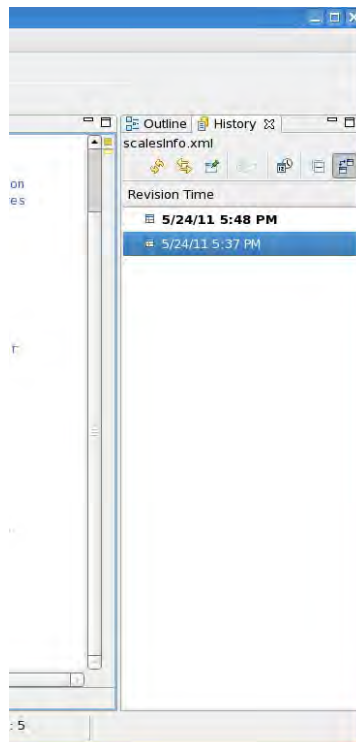 Outline History
scalesInfo.xml
on
es
Revision Time
5/24/11 5:48 PM
5/24/11 5:37 PM
r
: 5